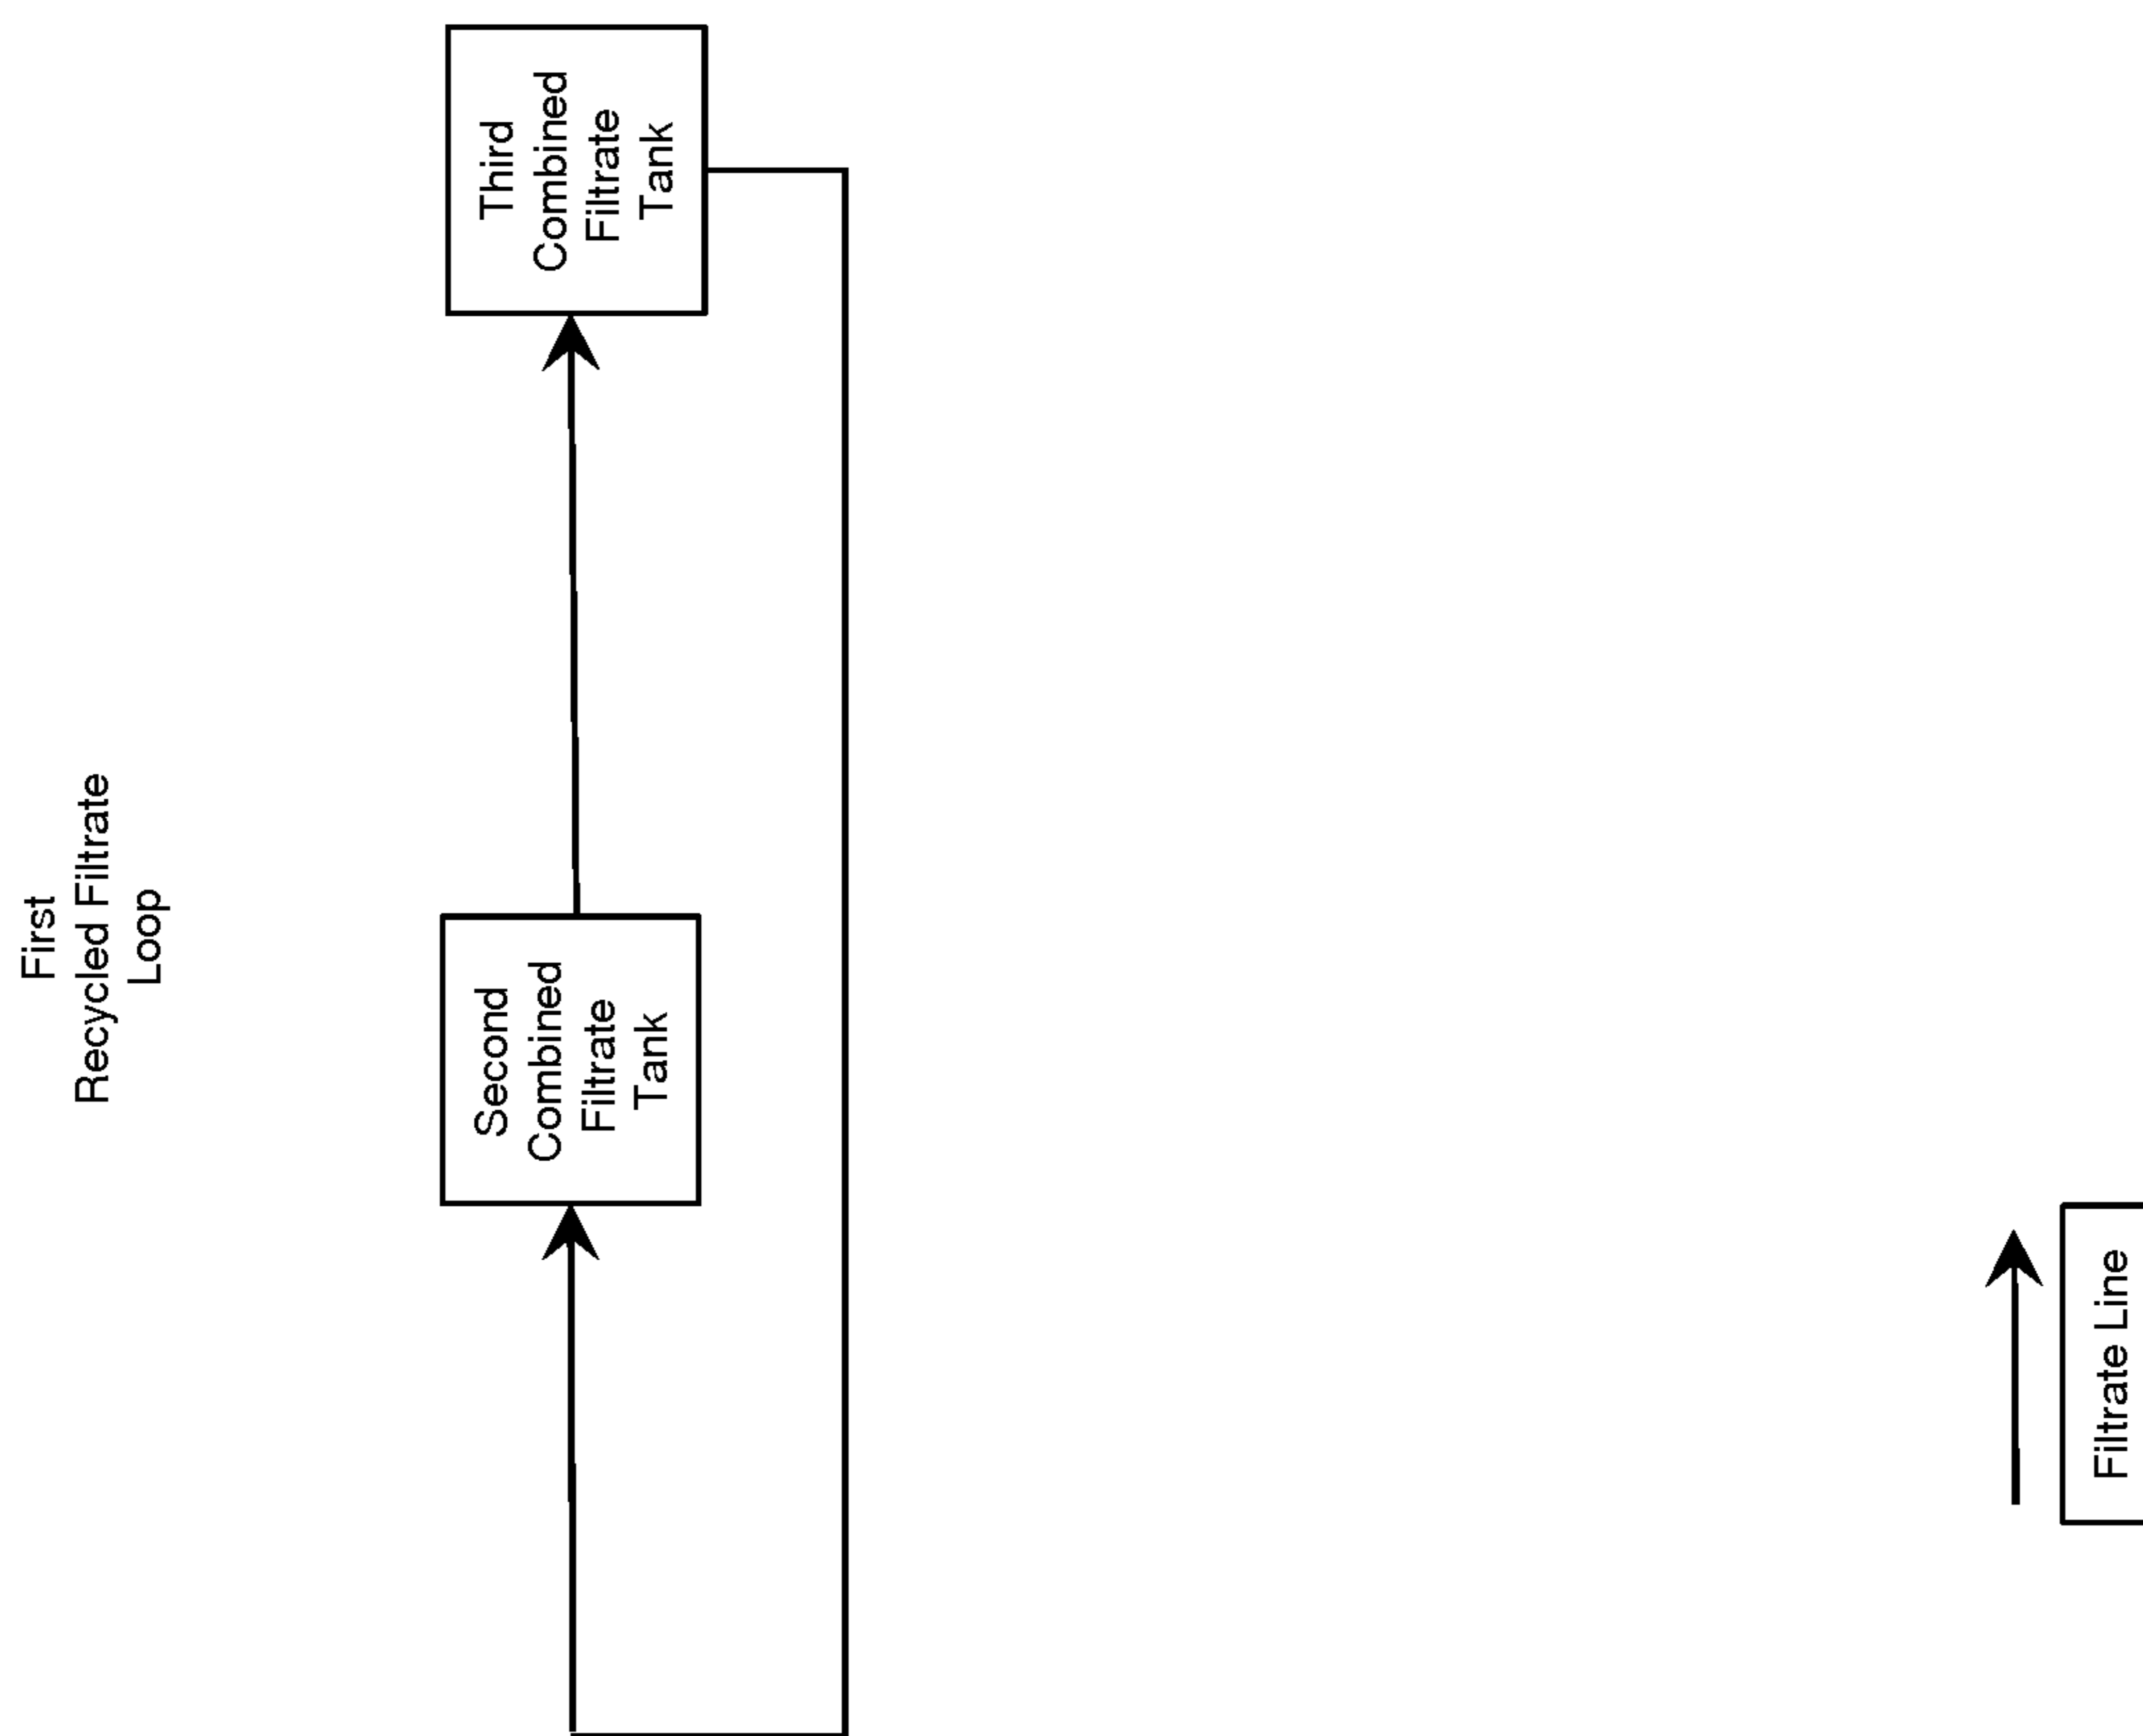 First
Recycled Filtrate
Loop
Second
Combined
Filtrate
Tank
Third
Combined
Filtrate
Tank
Filtrate Line